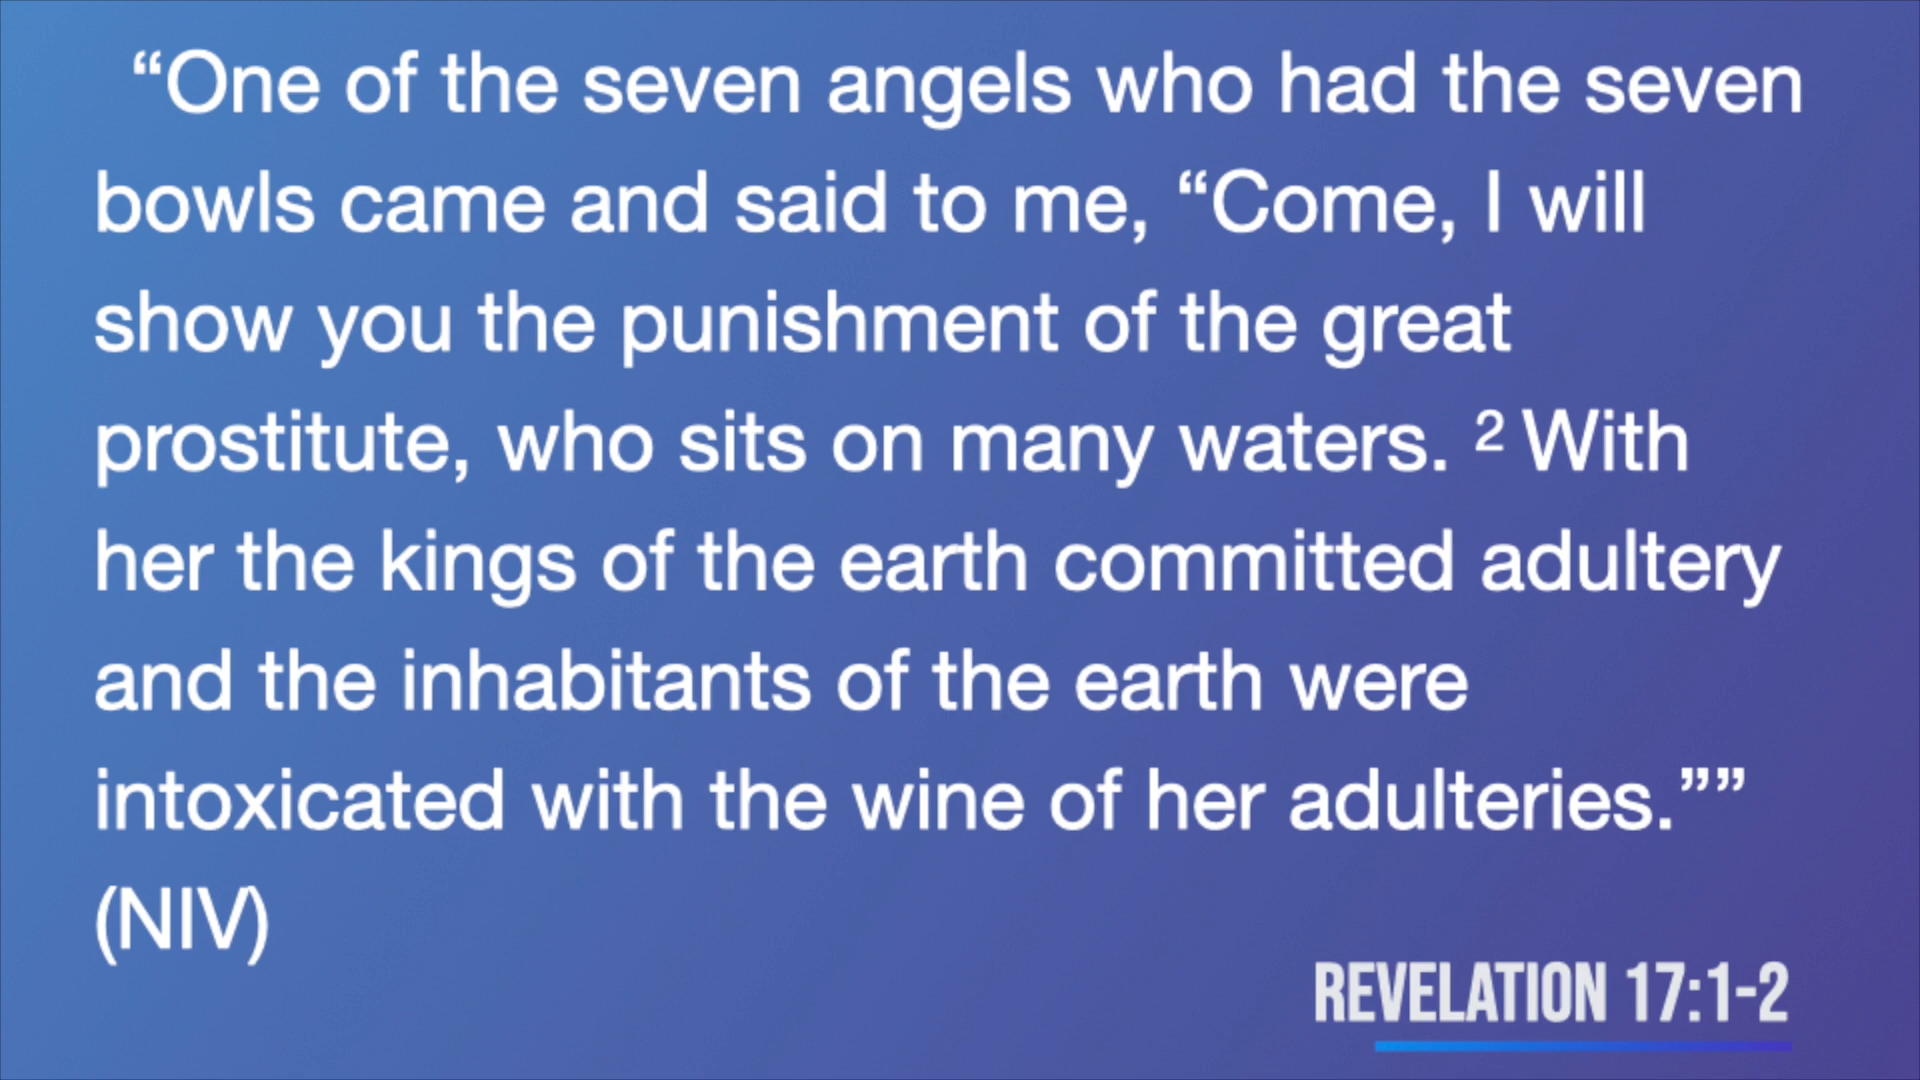 “One of the seven angels who had the seven
bowls came and said to me, “Come, I will
show you the punishment of the great
prostitute, who sits on many waters. ² With
her the kings of the earth committed adultery
and the inhabitants of the earth were
intoxicated with the wine of her adulteries.””
(NIV)
REVELATION 17:1-2